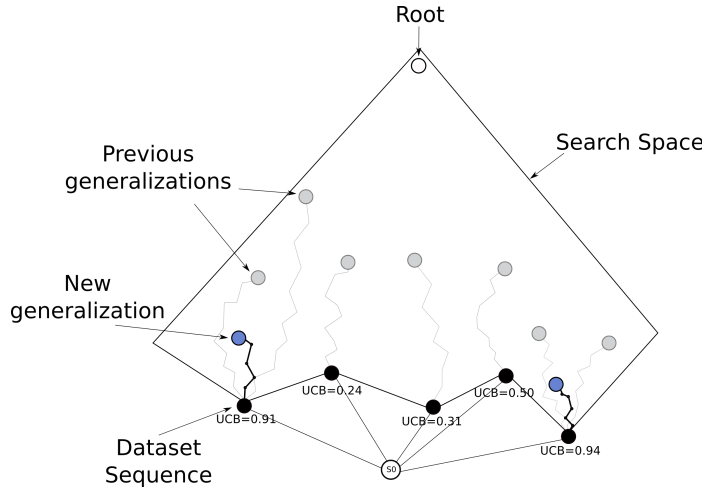 Root
Search Space
Previous
generalizations
New
generalization
UCB=0.24
UCB=0.50
UCB=0.91
UCB=0.31
UCB=0.94
Dataset
Sequence
S0